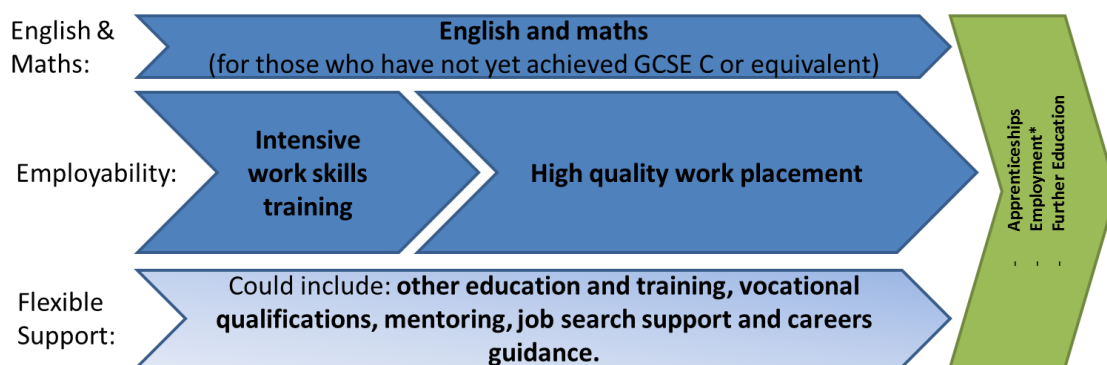 English &
Maths:
English and maths
(for those who have not yet achieved GCSE C or equivalent)
Employability:
Intensive
work skills
training
High quality work placement
Flexible
Support:
Could include: other education and training, vocational
qualifications, mentoring, job search support and careers
guidance.
- Apprenticeships
- Employment*
- Further Education